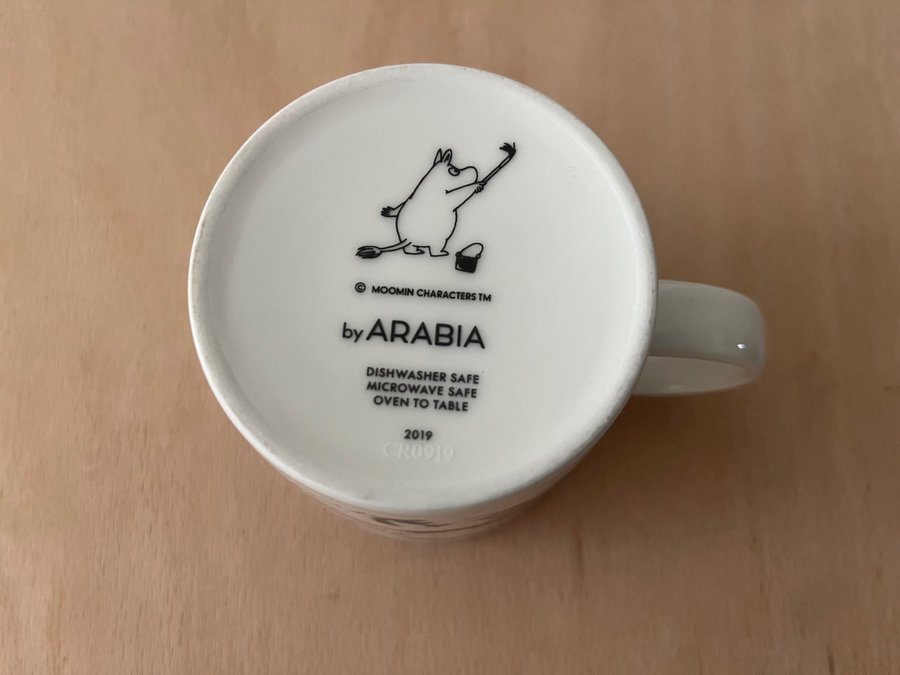 © MOOMIN CHARACTERS TM
by ARABIA
DISHWASHER SAFE
MICROWAVE SAFE
OVEN TO TABLE
2019
CR0919